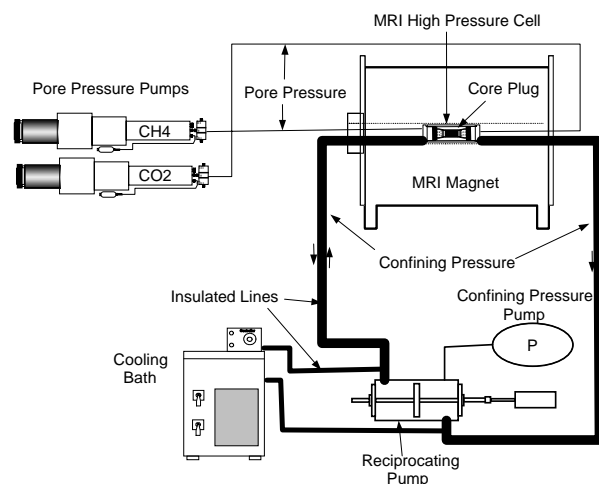 MRI High Pressure Cell
Pore Pressure Pumps
Pore Pressure
Core Plug
CH4
CO2
MRI Magnet
Confining Pressure
Insulated Lines
Confining Pressure
Pump
P
Cooling
Bath
Reciprocating
Pump